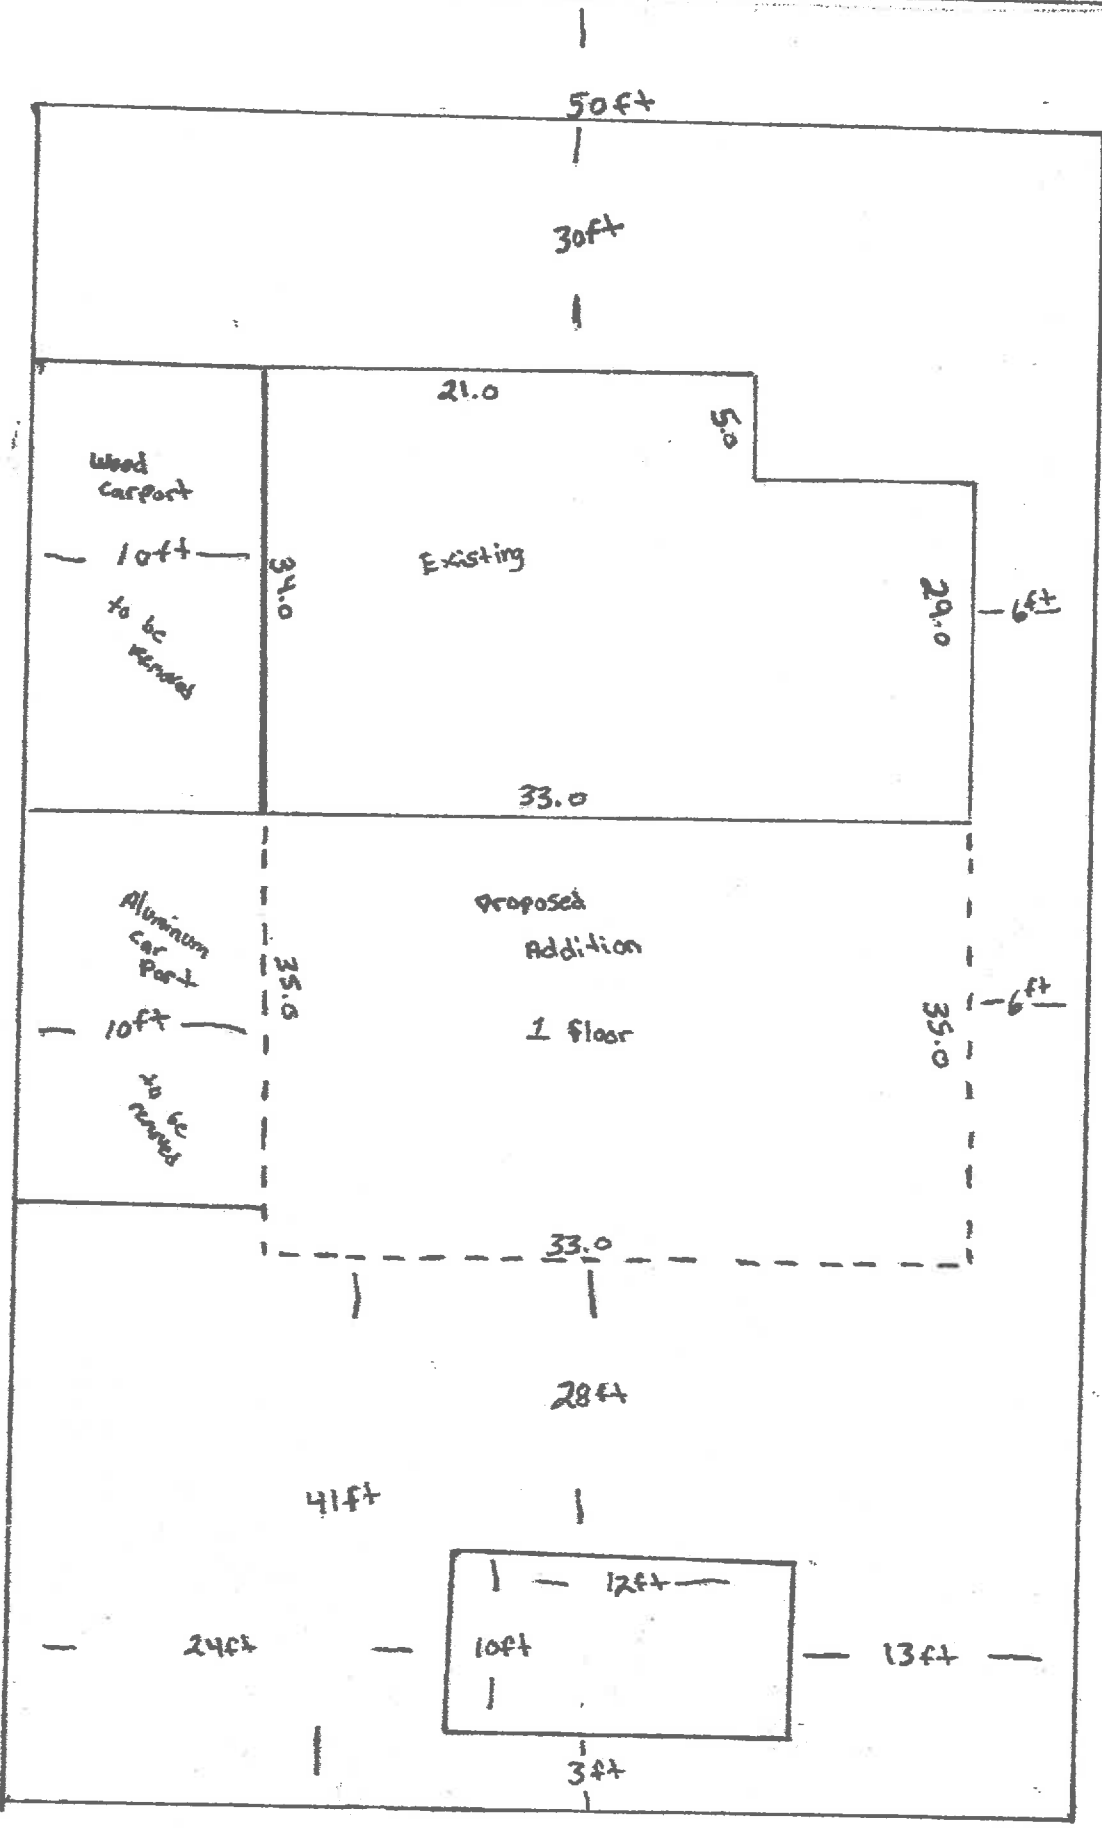 50ft
30ft
21.0
5.0
Wood
Carport
10ft
to be
Removed
34.0
Existing
29.0
6ft
33.0
Aluminum
Car
Port
10ft
to be
removed
35.0
Proposed
Addition
1 floor
35.0
6ft
33.0
28ft
41ft
12ft
24ft
10ft
13ft
3ft